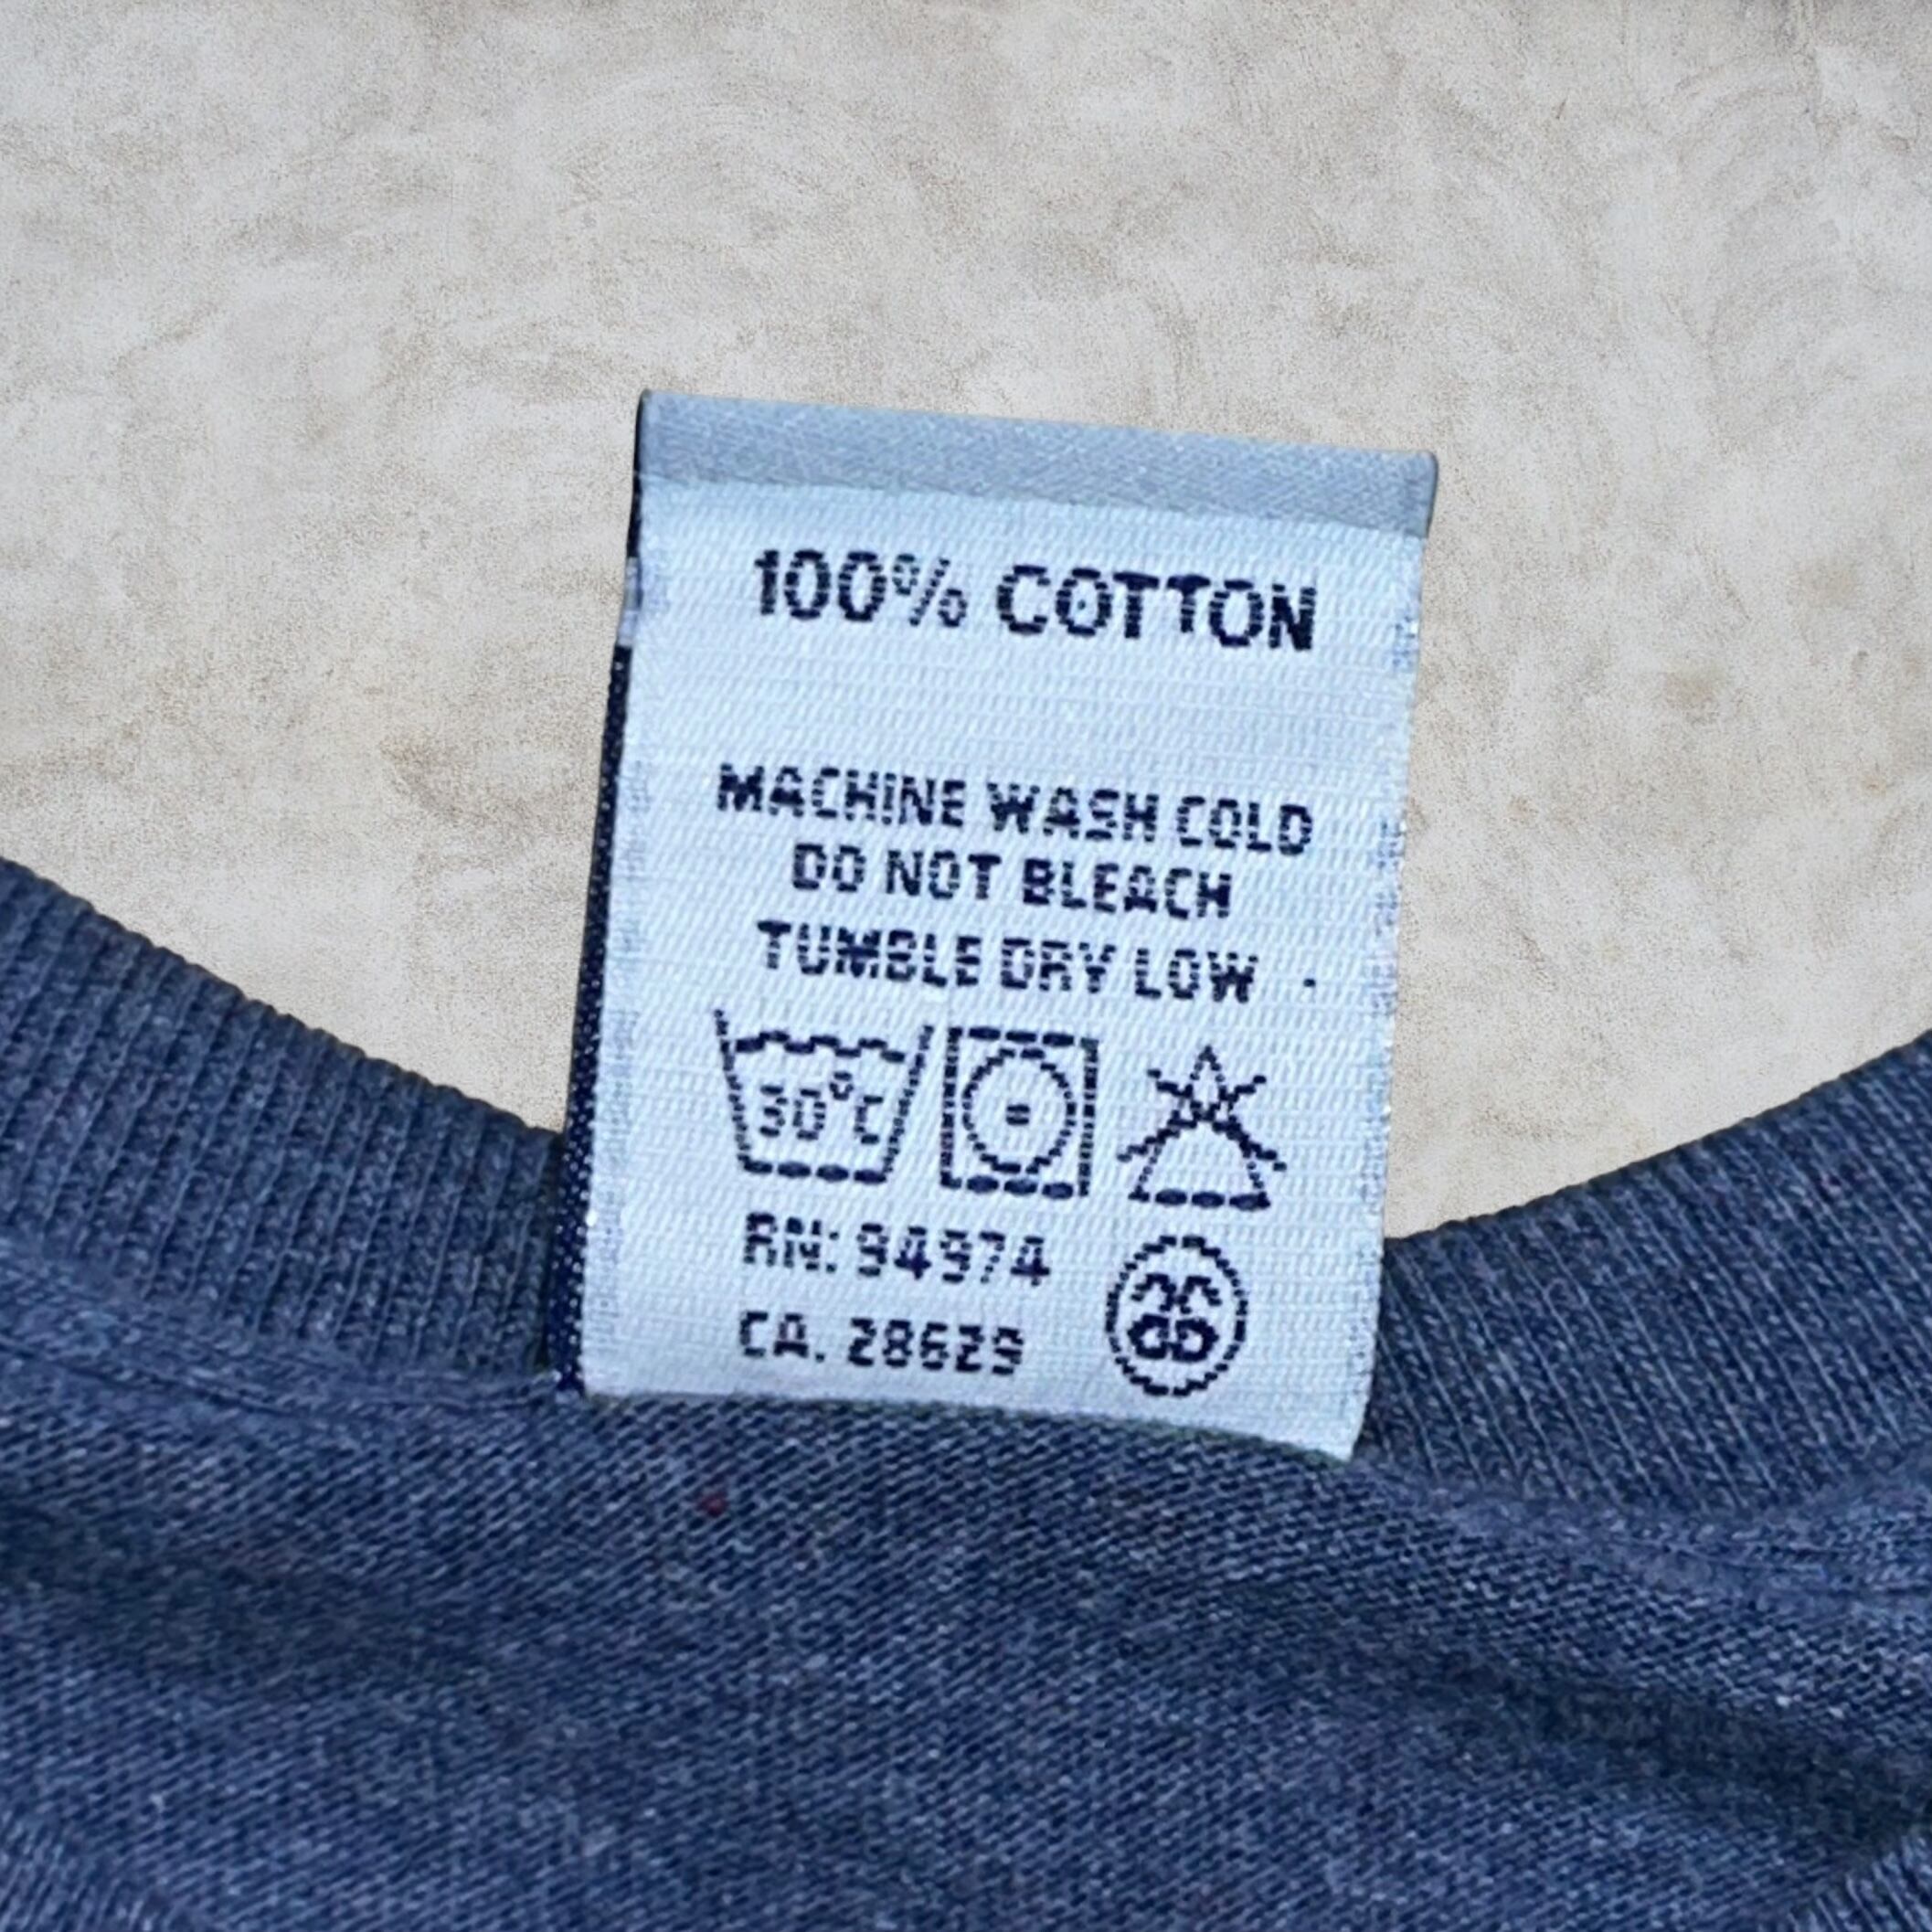 100% COTTON
MACHINE WASH COLD
DO NOT BLEACH
TUMBLE DRY LOW
30°C
RN: 94974
CA. 28629